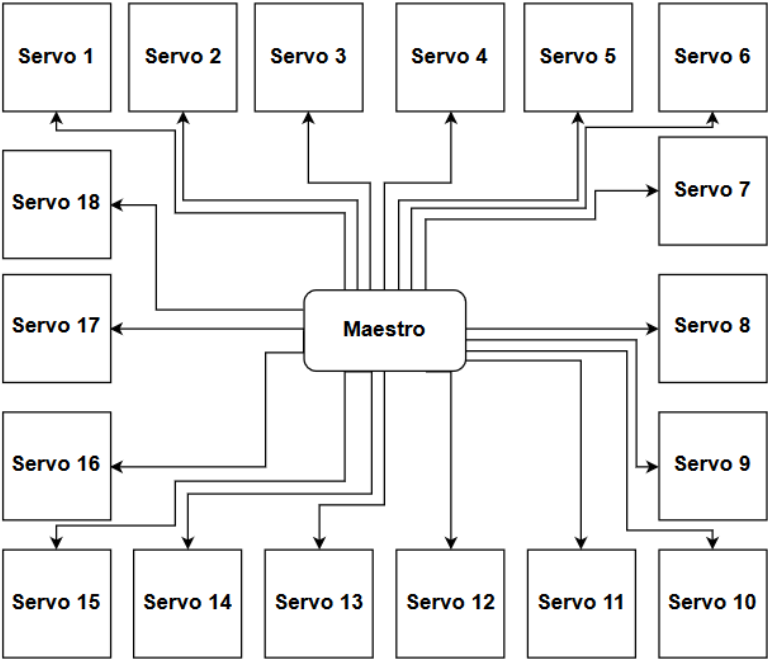 Servo 1
Servo 2
Servo 3
Servo 4
Servo 5
Servo 6
Servo 18
Servo 7
Servo 17
Maestro
Servo 8
Servo 16
Servo 9
Servo 15
Servo 14
Servo 13
Servo 12
Servo 11
Servo 10